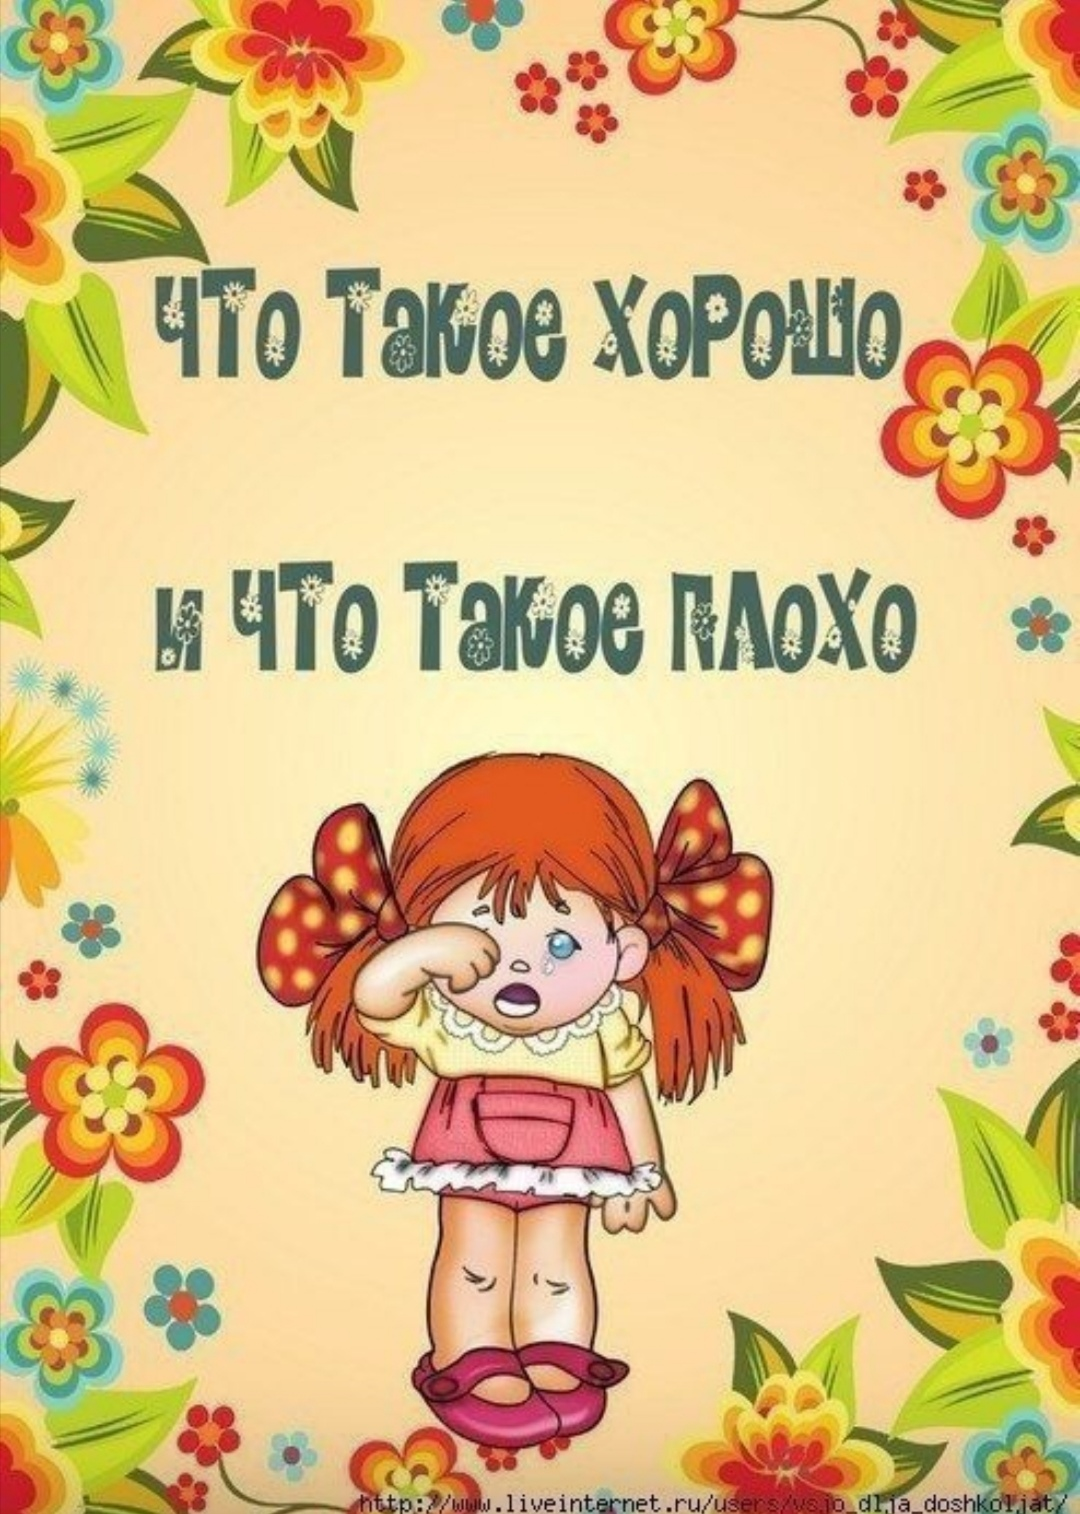 Что Такое ХоРоШо
и Что Такое ПЛоХо
http://www.liveinternet.ru/users/vsjo_dlja_doshkoljat/